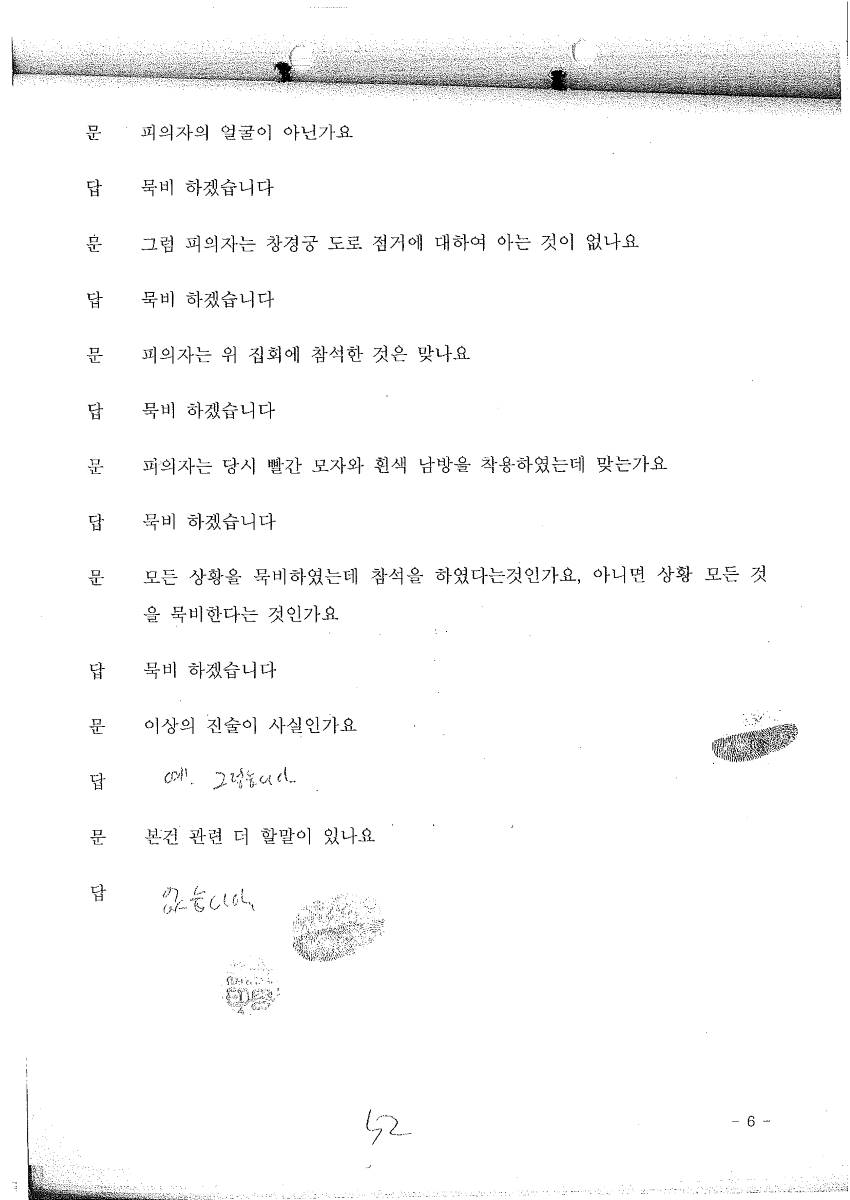 문 피의자의 얼굴이 아닌가요
답 묵비 하겠습니다
문 그럼 피의자는 창경궁 도로 점거에 대하여 아는 것이 없나요
답 묵비 하겠습니다
문 피의자는 위 집회에 참석한 것은 맞나요
답 묵비 하겠습니다
문 피의자는 당시 빨간 모자와 흰색 남방을 착용하였는데 맞는가요
답 묵비 하겠습니다
문 모든 상황을 묵비하였는데 참석을 하였다는것인가요, 아니면 상황 모든 것
을 묵비한다는 것인가요
답 묵비 하겠습니다
문 이상의 진술이 사실인가요
답 예. 그렇습니다.
문 본건 관련 더 할말이 있나요
답 없습니다.
52
- 6 -